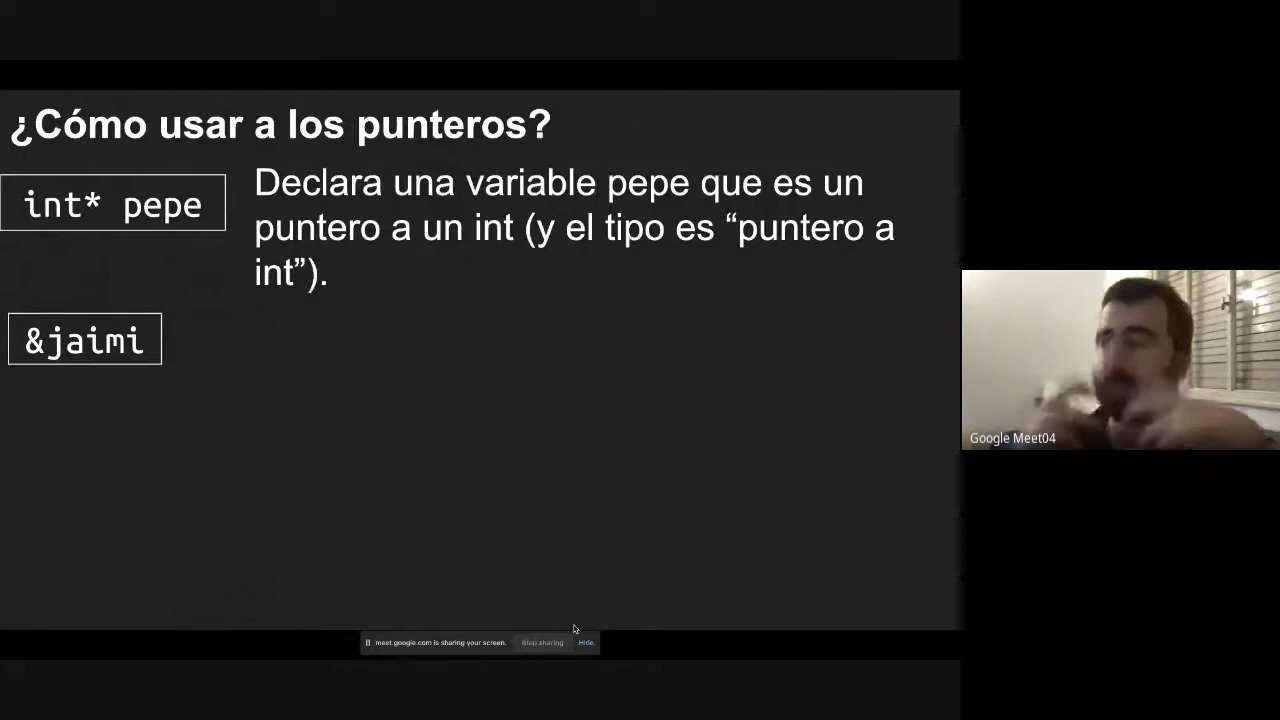 ¿Cómo usar a los punteros?
int* pepe
Declara una variable pepe que es un
puntero a un int (y el tipo es “puntero a
int”).
&jaimi
Google Meet04
meet.google.com is sharing your screen.
Stop sharing
Hide